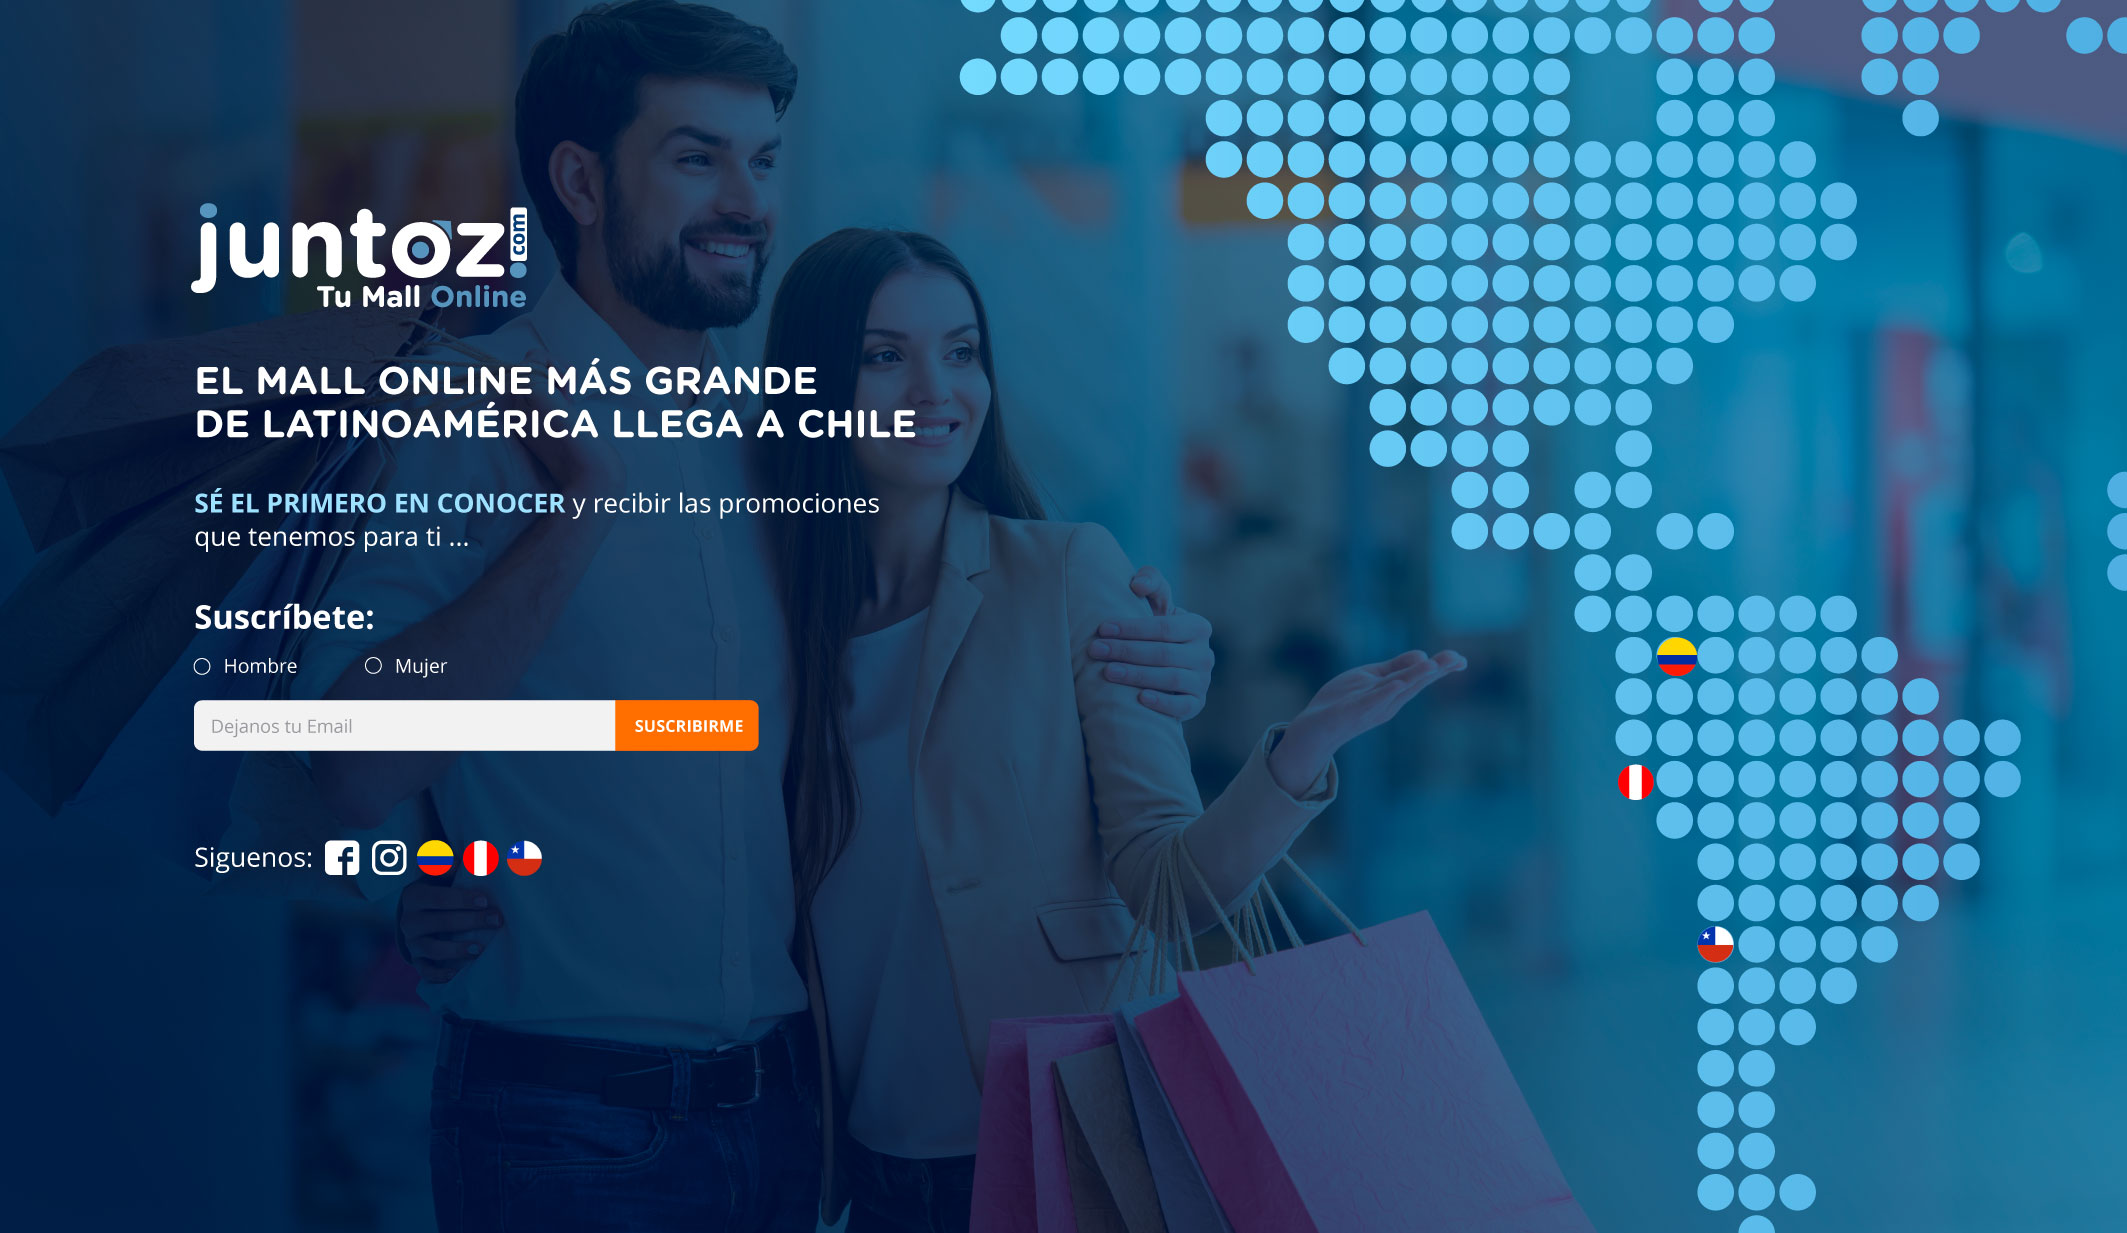 juntoz.com
Tu Mall Online
EL MALL ONLINE MÁS GRANDE
DE LATINOAMÉRICA LLEGA A CHILE
SÉ EL PRIMERO EN CONOCER y recibir las promociones
que tenemos para ti ...
Suscríbete:
Hombre Mujer
Dejanos tu Email SUSCRIBIRME
Siguenos: